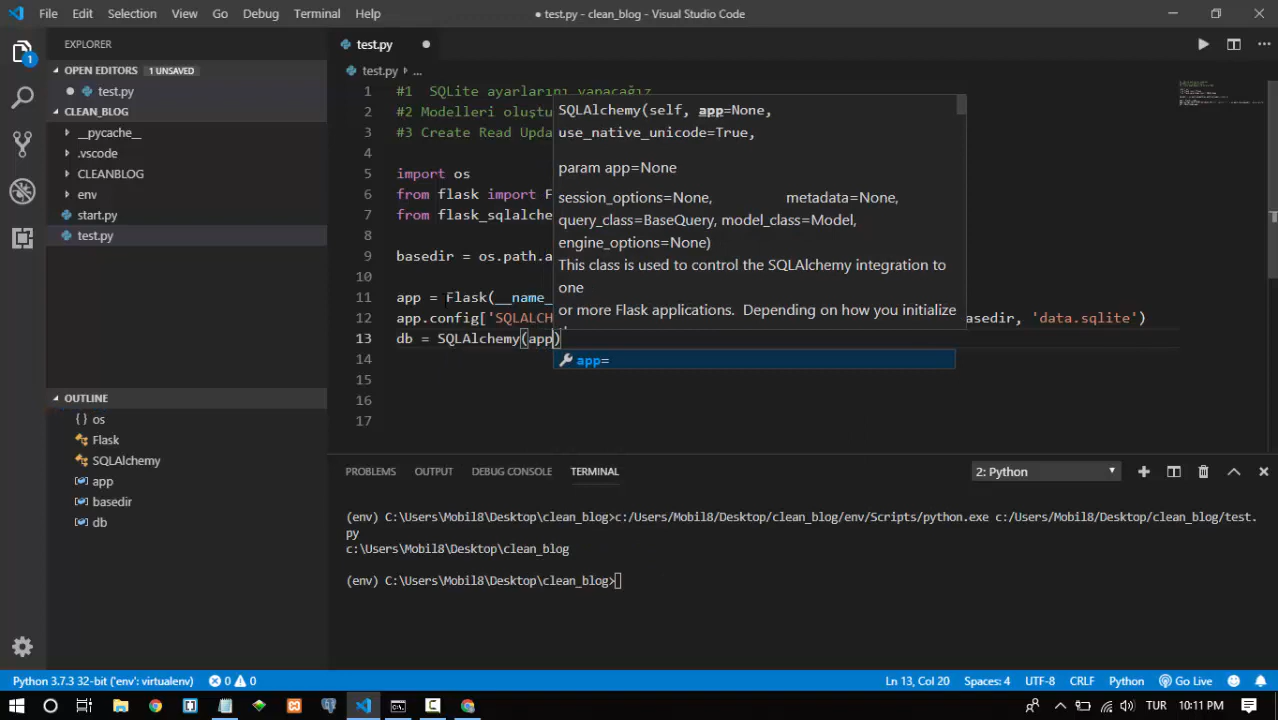 File Edit Selection View Go Debug Terminal Help
● test.py - clean_blog - Visual Studio Code
EXPLORER
OPEN EDITORS 1 UNSAVED
● test.py
CLEAN_BLOG
__pycache__
.vscode
CLEANBLOG
env
start.py
test.py
OUTLINE
{ } os
Flask
SQLAlchemy
app
basedir
db
test.py
test.py › ...
1 #1 SQLite ayarlarını yapacağız
2 #2 Modelleri oluştu
3 #3 Create Read Upda
4
5 import os
6 from flask import F
7 from flask_sqlalche
8
9 basedir = os.path.a
10
11 app = Flask(__name_
12 app.config['SQLALCH asedir, 'data.sqlite')
13 db = SQLAlchemy(app)
14
15
16
17
SQLAlchemy(self, app=None,
use_native_unicode=True,
param app=None
session_options=None, metadata=None,
query_class=BaseQuery, model_class=Model,
engine_options=None)
This class is used to control the SQLAlchemy integration to
one
or more Flask applications. Depending on how you initialize
app=
PROBLEMS OUTPUT DEBUG CONSOLE TERMINAL
2: Python
(env) C:\Users\Mobil8\Desktop\clean_blog>c:/Users/Mobil8/Desktop/clean_blog/env/Scripts/python.exe c:/Users/Mobil8/Desktop/clean_blog/test.
py
c:\Users\Mobil8\Desktop\clean_blog
(env) C:\Users\Mobil8\Desktop\clean_blog>
Python 3.7.3 32-bit ('env': virtualenv) 0 0 Ln 13, Col 20 Spaces: 4 UTF-8 CRLF Python Go Live
1
TUR 10:11 PM